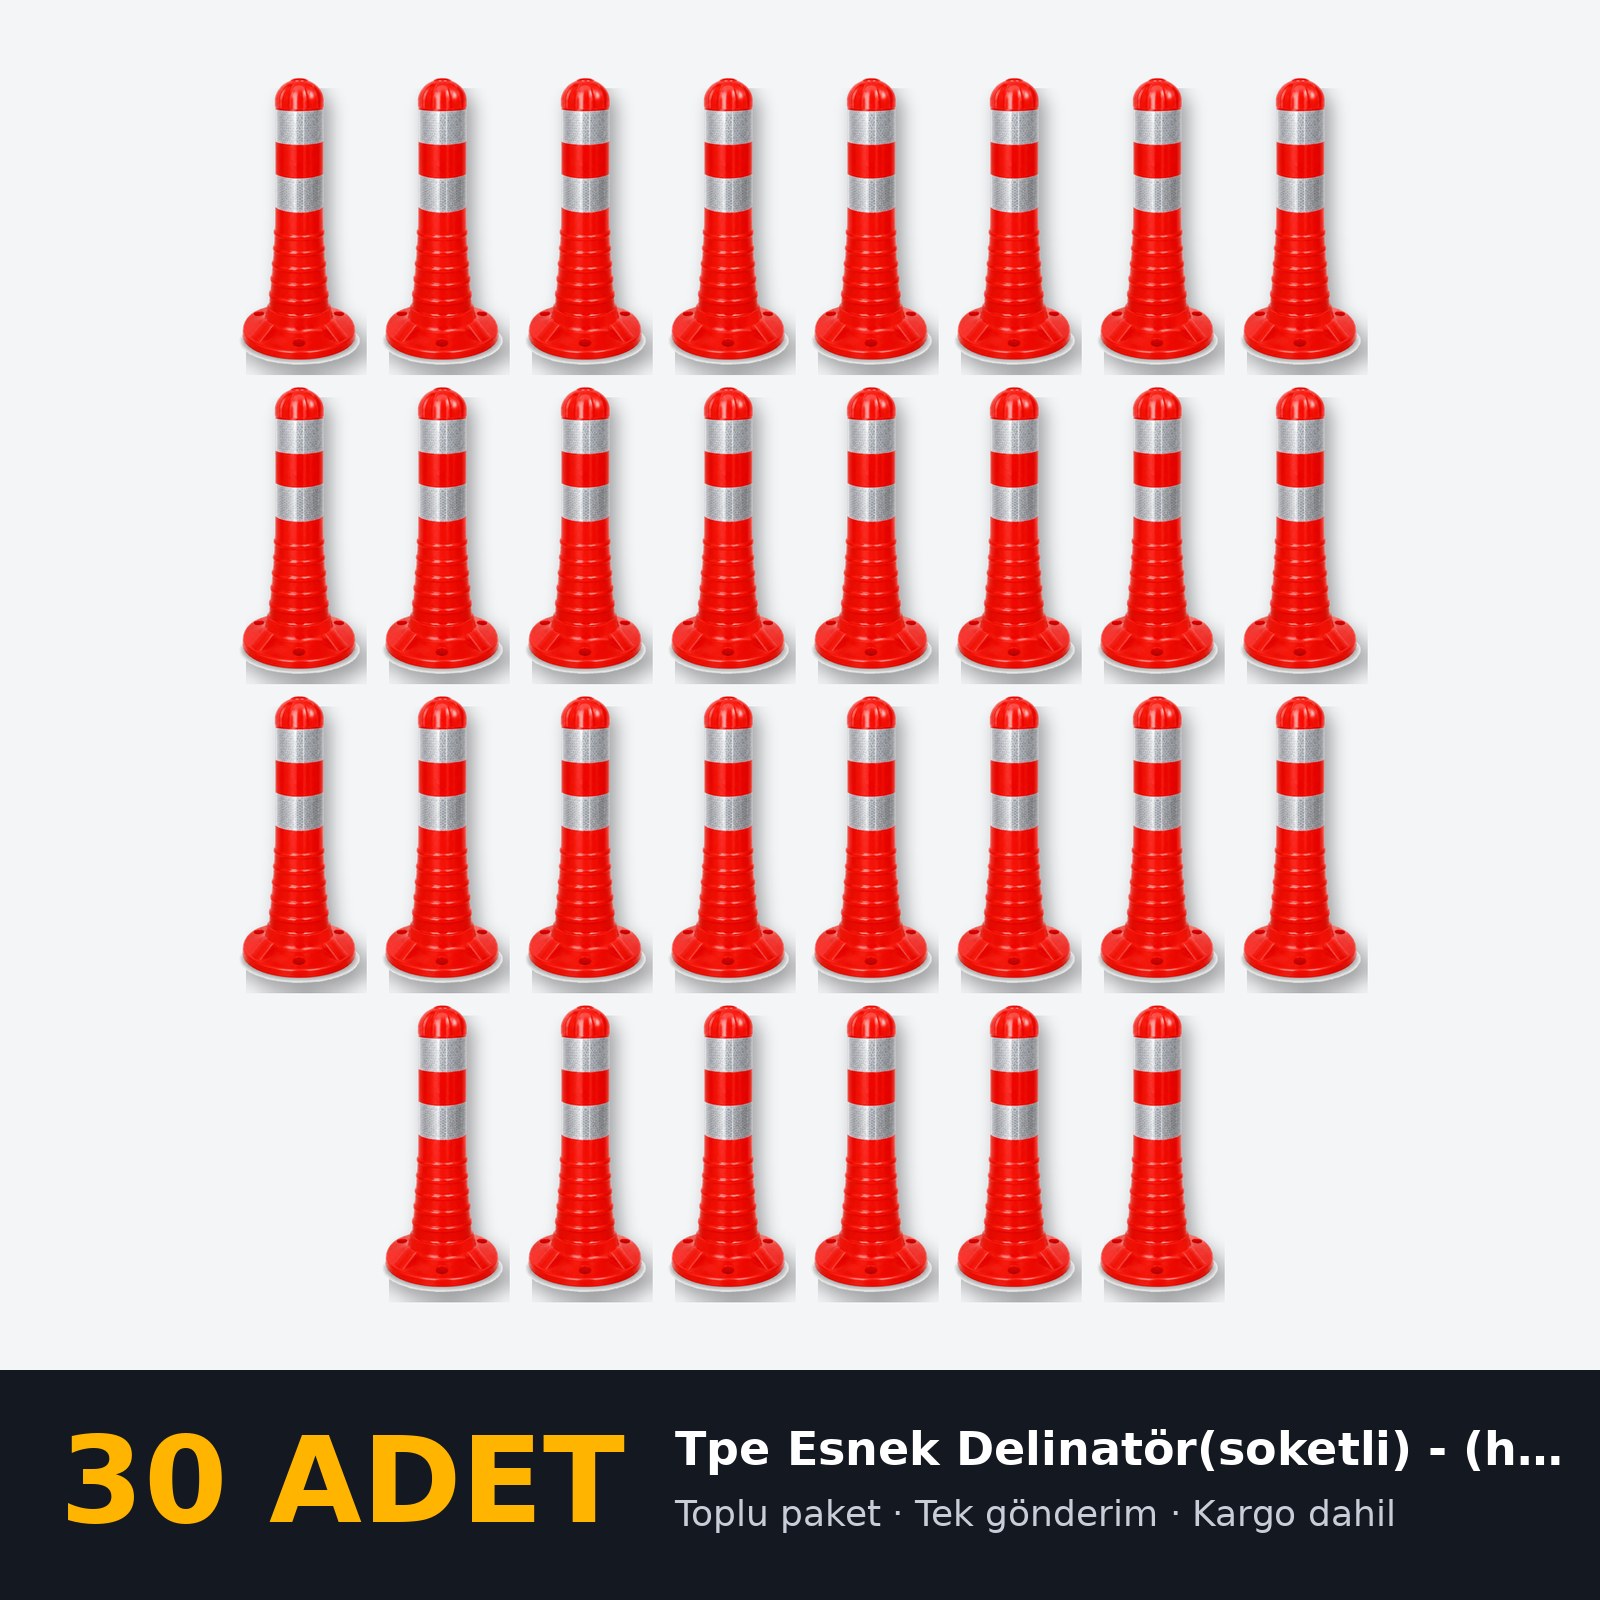 30 ADET
Tpe Esnek Delinatör(soketli) - (h...
Toplu paket · Tek gönderim · Kargo dahil